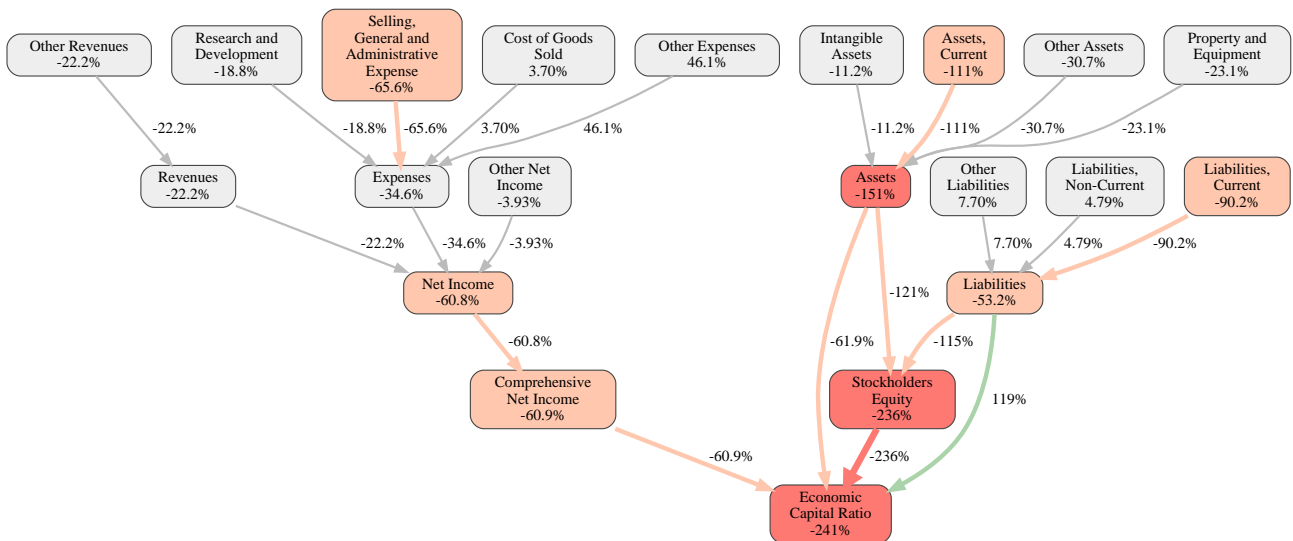 Other Revenues
-22.2%
Research and
Development
-18.8%
Selling,
General and
Administrative
Expense
-65.6%
Cost of Goods
Sold
3.70%
Other Expenses
46.1%
Intangible
Assets
-11.2%
Assets,
Current
-111%
Other Assets
-30.7%
Property and
Equipment
-23.1%
-22.2%
-18.8%
-65.6%
3.70%
46.1%
-11.2%
-111%
-30.7%
-23.1%
Revenues
-22.2%
Expenses
-34.6%
Other Net
Income
-3.93%
Assets
-151%
Other
Liabilities
7.70%
Liabilities,
Non-Current
4.79%
Liabilities,
Current
-90.2%
-22.2%
-34.6%
-3.93%
7.70%
4.79%
-90.2%
Net Income
-60.8%
-121%
Liabilities
-53.2%
-60.8%
-61.9%
-115%
Comprehensive
Net Income
-60.9%
Stockholders
Equity
-236%
119%
-60.9%
-236%
Economic
Capital Ratio
-241%